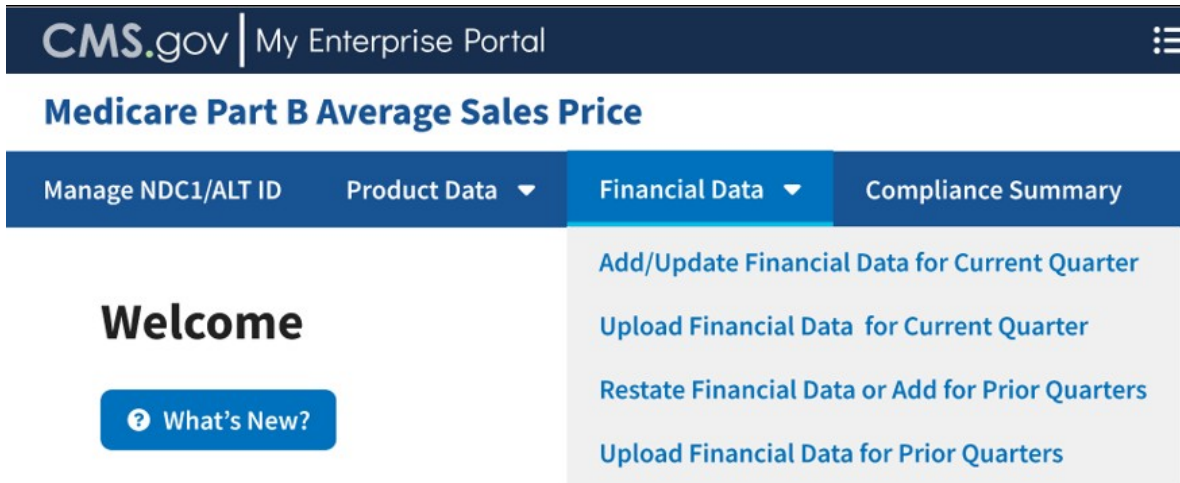 CMS.gov My Enterprise Portal
Medicare Part B Average Sales Price
Manage NDC1/ALT ID Product Data Financial Data Compliance Summary
Add/Update Financial Data for Current Quarter
Welcome
Upload Financial Data for Current Quarter
Restate Financial Data or Add for Prior Quarters
What's New?
Upload Financial Data for Prior Quarters